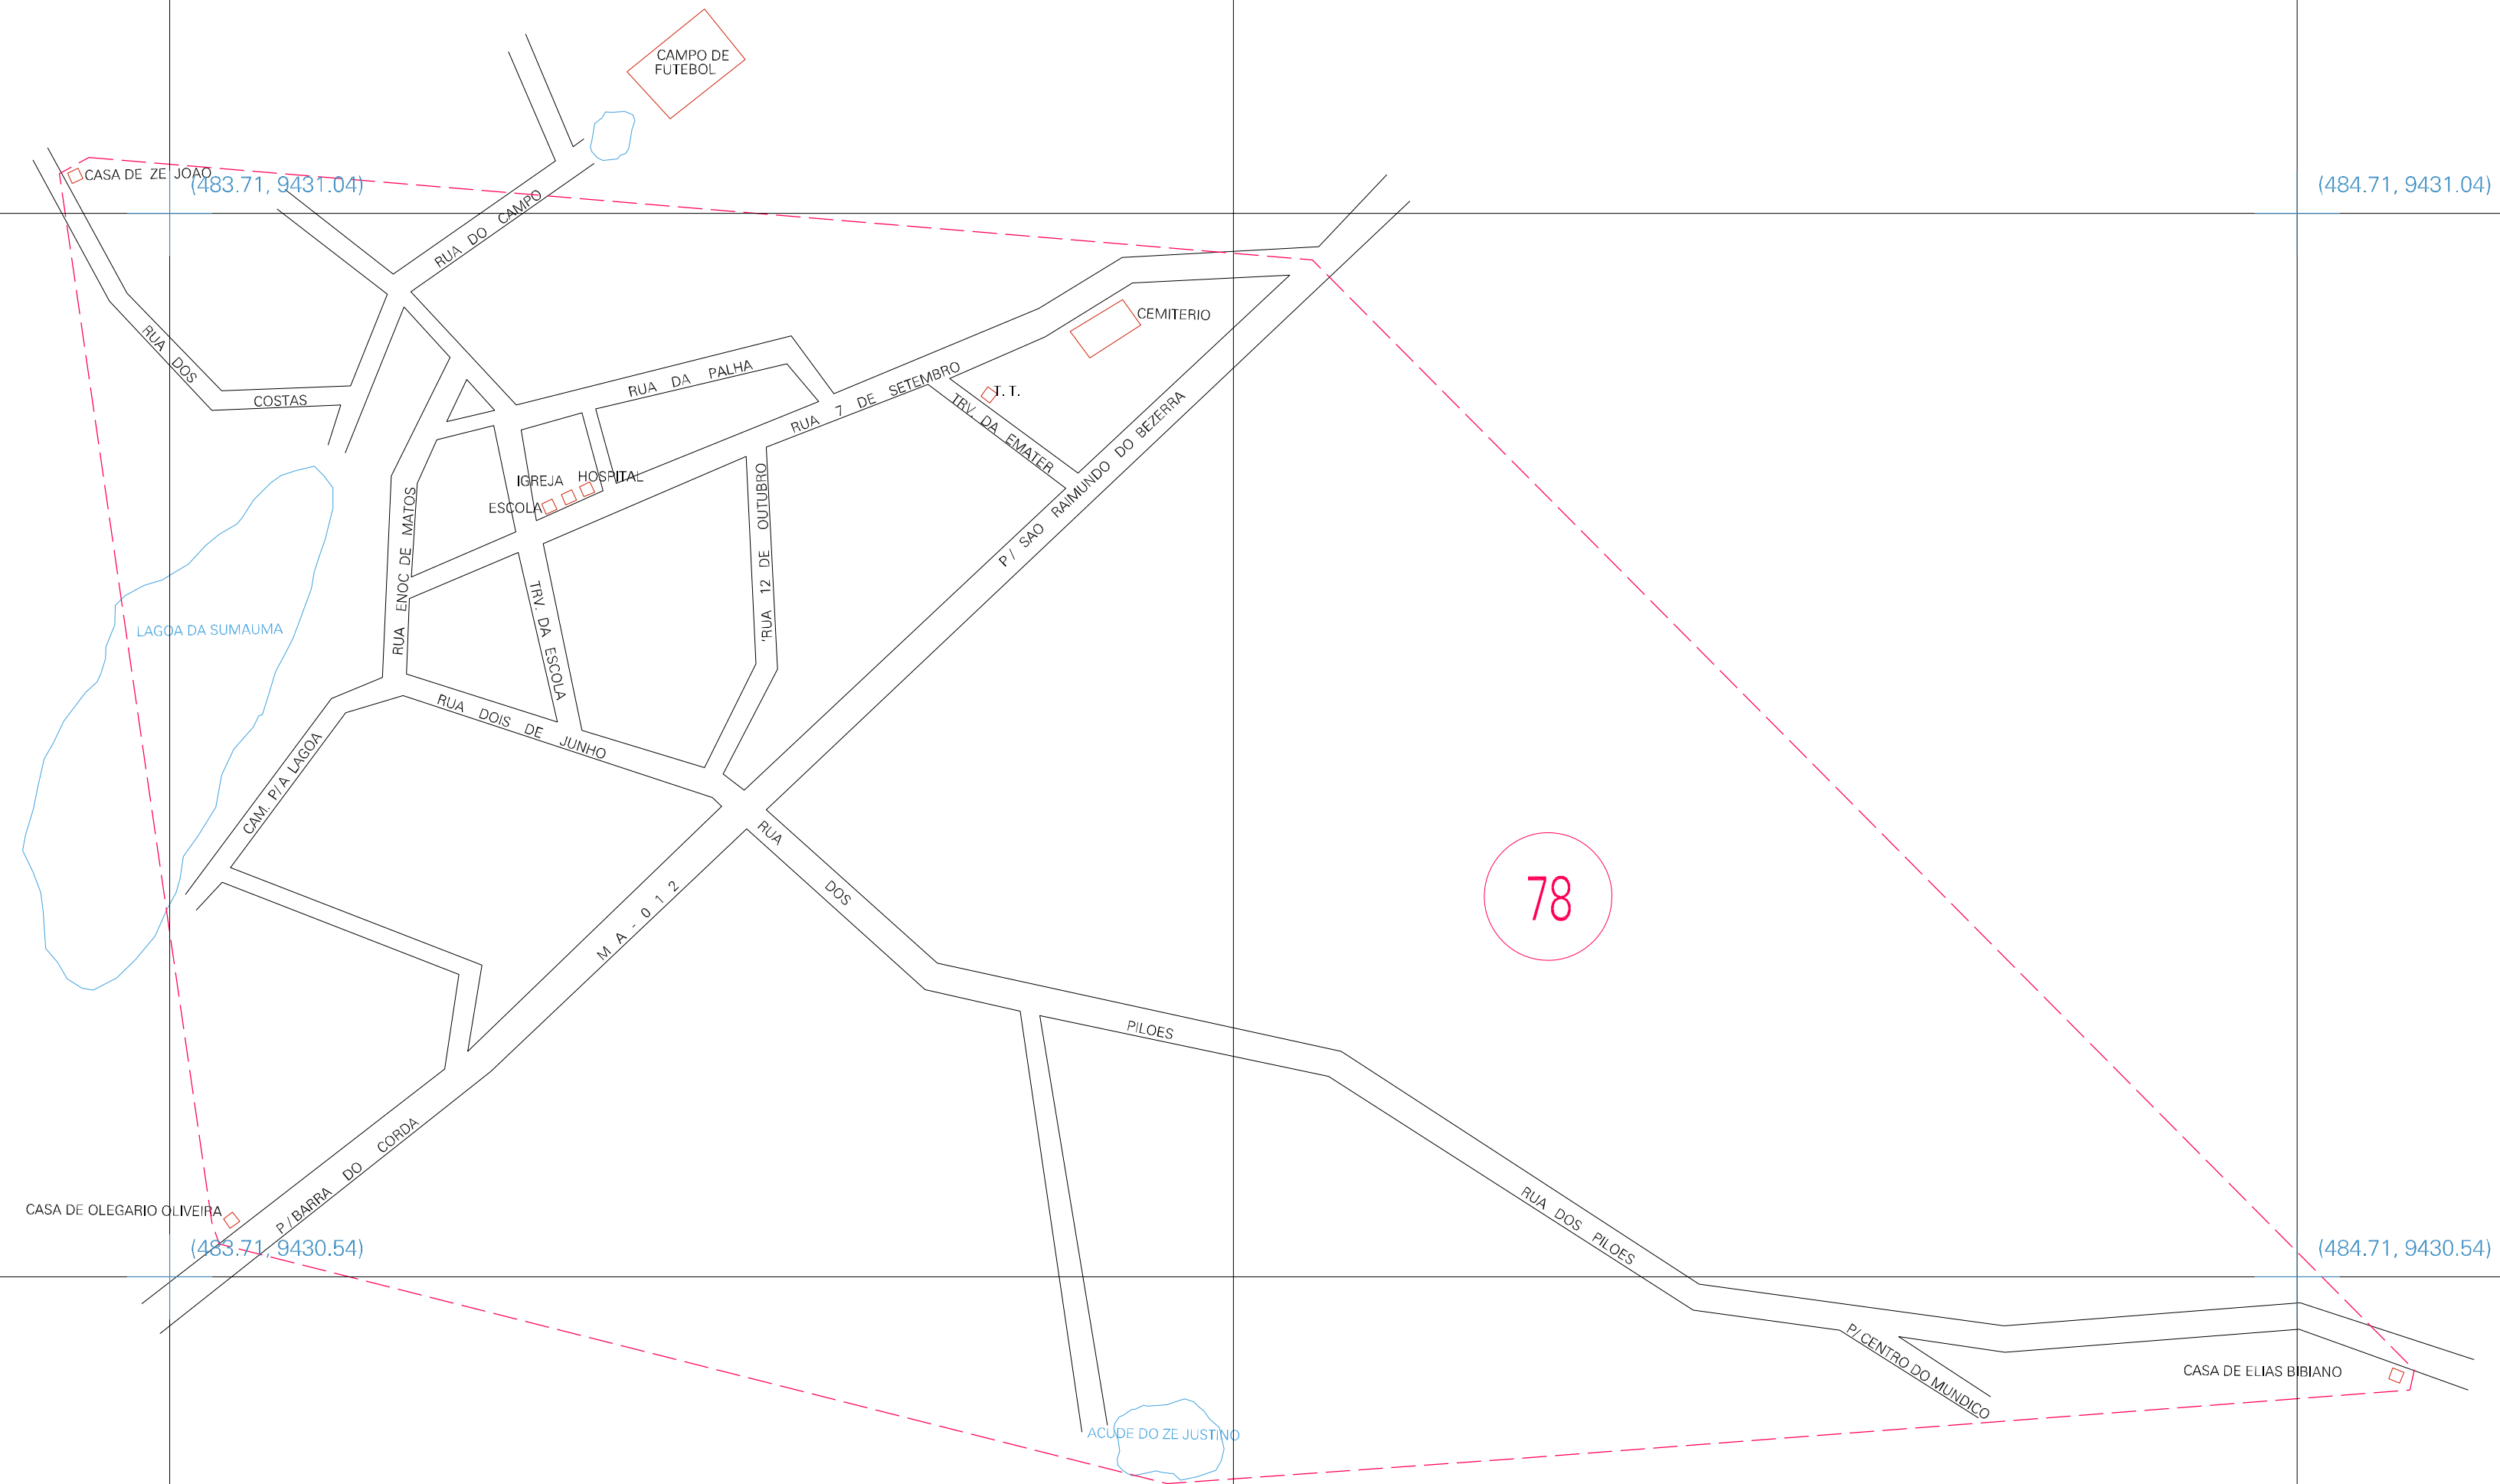 CAMPO DE
FUTEBOL
CASA DE ZE JOAO
(483.71, 9431.04)
(484.71, 9431.04)
RUA DO CAMPO
CEMITERIO
RUA DOS
COSTAS
RUA DA PALHA
RUA 7 DE SETEMBRO
T. T.
TRV. DA EMATER
P/ SAO RAIMUNDO DO BEZERRA
IGREJA
HOSPITAL
ESCOLA
RUA ENOC DE MATOS
'RUA 12 DE OUTUBRO
TRV. DA ESCOLA
LAGOA DA SUMAUMA
RUA DOIS DE JUNHO
CAM. P/A LAGOA
RUA
DOS
PILOES
MA-012
78
P/BARRA DO CORDA
CASA DE OLEGARIO OLIVEIRA
(483.71, 9430.54)
(484.71, 9430.54)
RUA DOS PILOES
P/ CENTRO DO MUNDICO
CASA DE ELIAS BIBIANO
ACUDE DO ZE JUSTINO